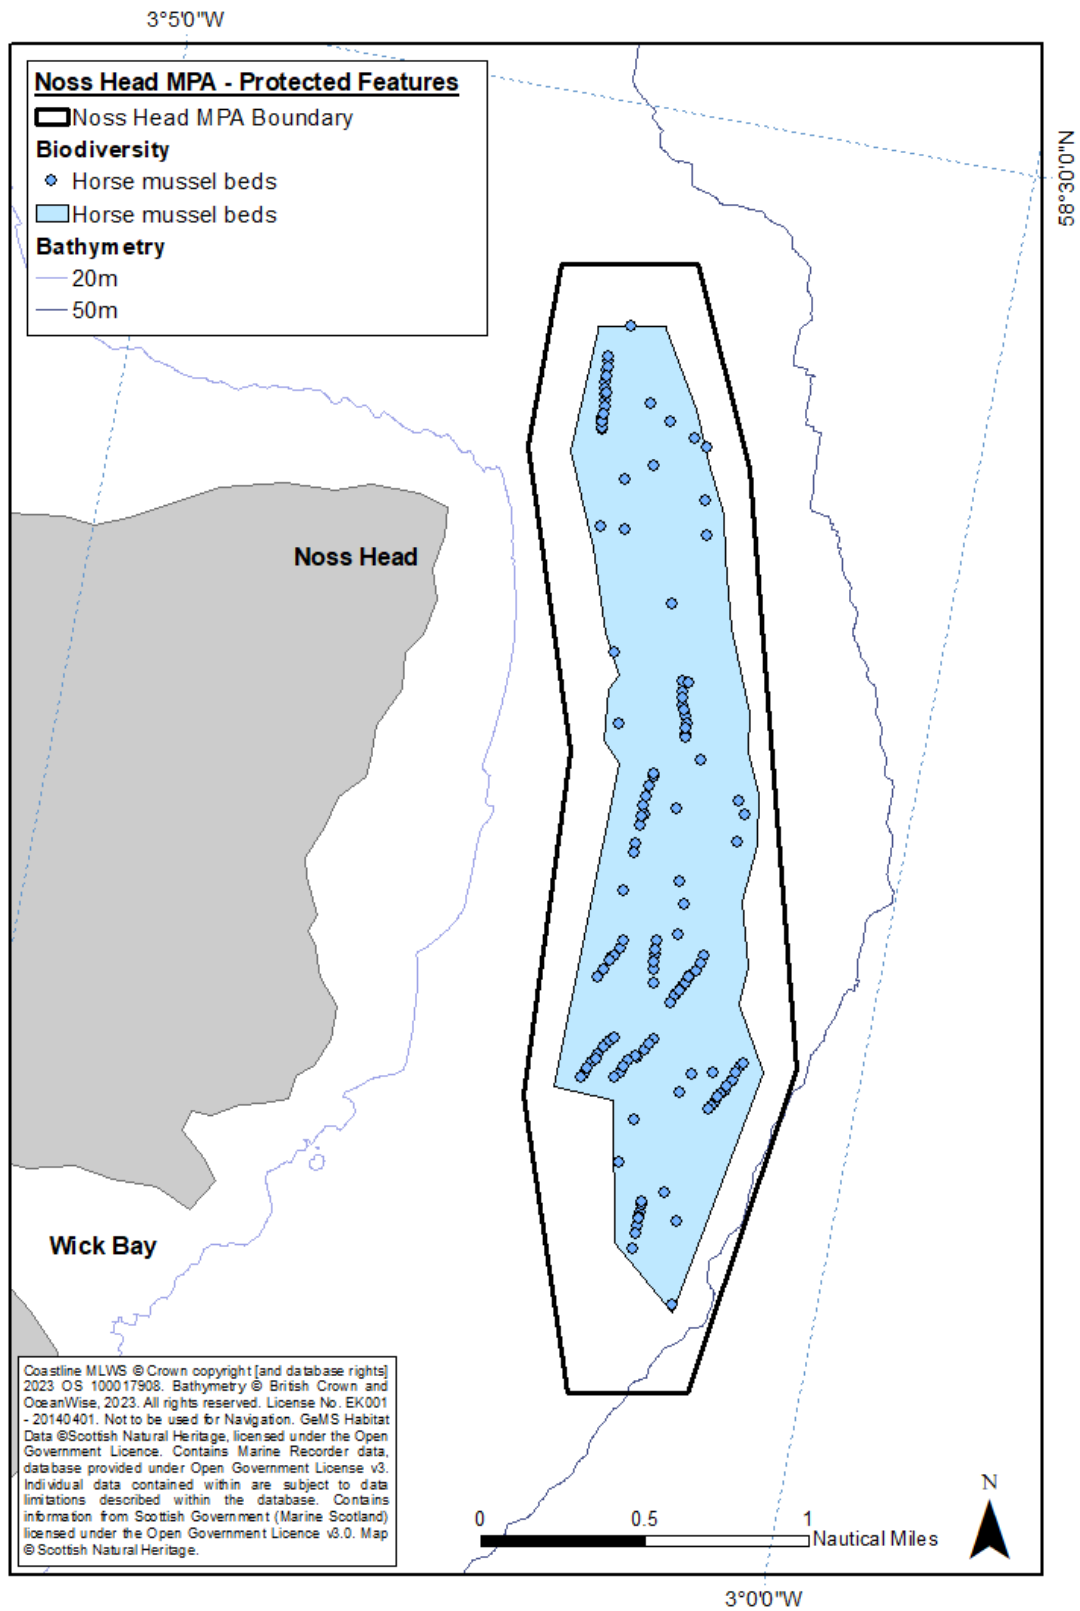 3°5'0"W
Noss Head MPA - Protected Features
Noss Head MPA Boundary
Biodiversity
Horse mussel beds
Horse mussel beds
Bathymetry
20m
50m
58°30'0"N
Noss Head
Wick Bay
Coastline MLWS © Crown copyright [and database rights]
2023 OS 100017908. Bathymetry © British Crown and
OceanWise, 2023. All rights reserved. License No. EK001
- 20140401. Not to be used for Navigation. GeMS Habitat
Data ©Scottish Natural Heritage, licensed under the Open
Government Licence. Contains Marine Recorder data,
database provided under Open Government License v3.
Individual data contained within are subject to data
limitations described within the database. Contains
information from Scottish Government (Marine Scotland)
licensed under the Open Government Licence v3.0. Map
© Scottish Natural Heritage.
0 0.5 1
Nautical Miles
N
3°0'0"W